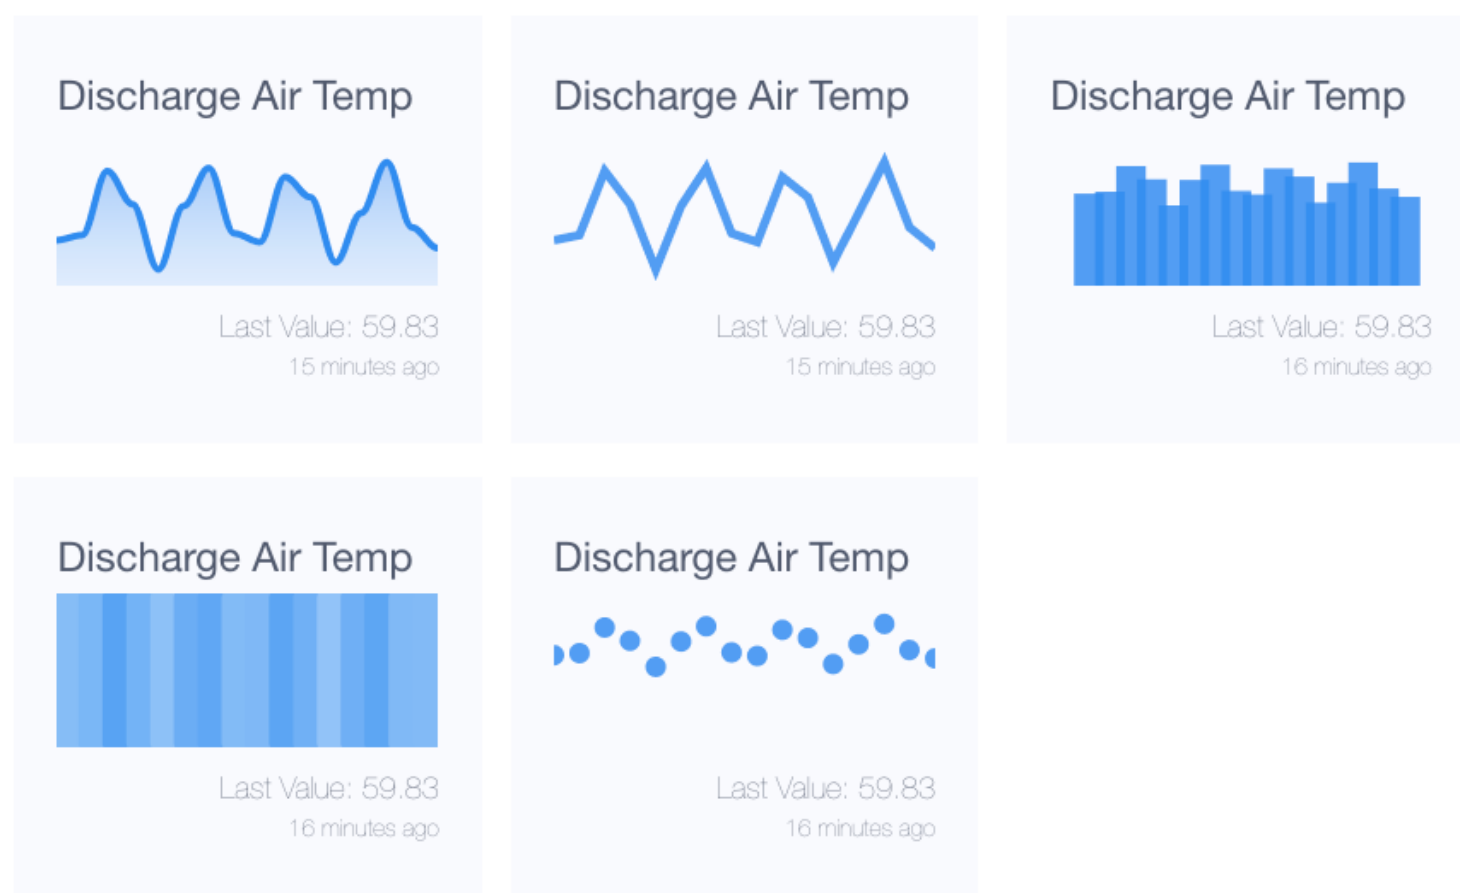 Discharge Air Temp
Last Value: 59.83
15 minutes ago
Discharge Air Temp
Last Value: 59.83
15 minutes ago
Discharge Air Temp
Last Value: 59.83
16 minutes ago
Discharge Air Temp
Last Value: 59.83
16 minutes ago
Discharge Air Temp
Last Value: 59.83
16 minutes ago